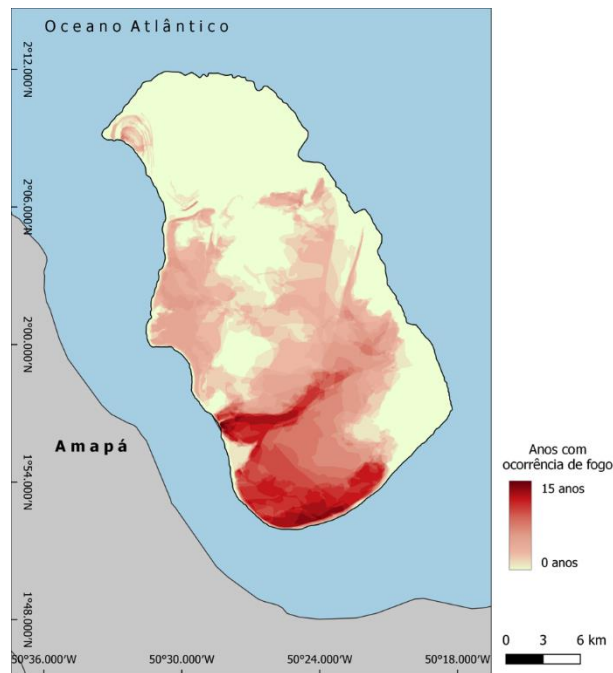 Oceano Atlântico
2°12.000'N
2°06.000'N
2°00.000'N
Amapá
1°54.000'N
1°48.000'N
50°36.000'W
50°30.000'W
50°24.000'W
50°18.000'W
Anos com
ocorrência de fogo
15 anos
0 anos
0 3 6 km